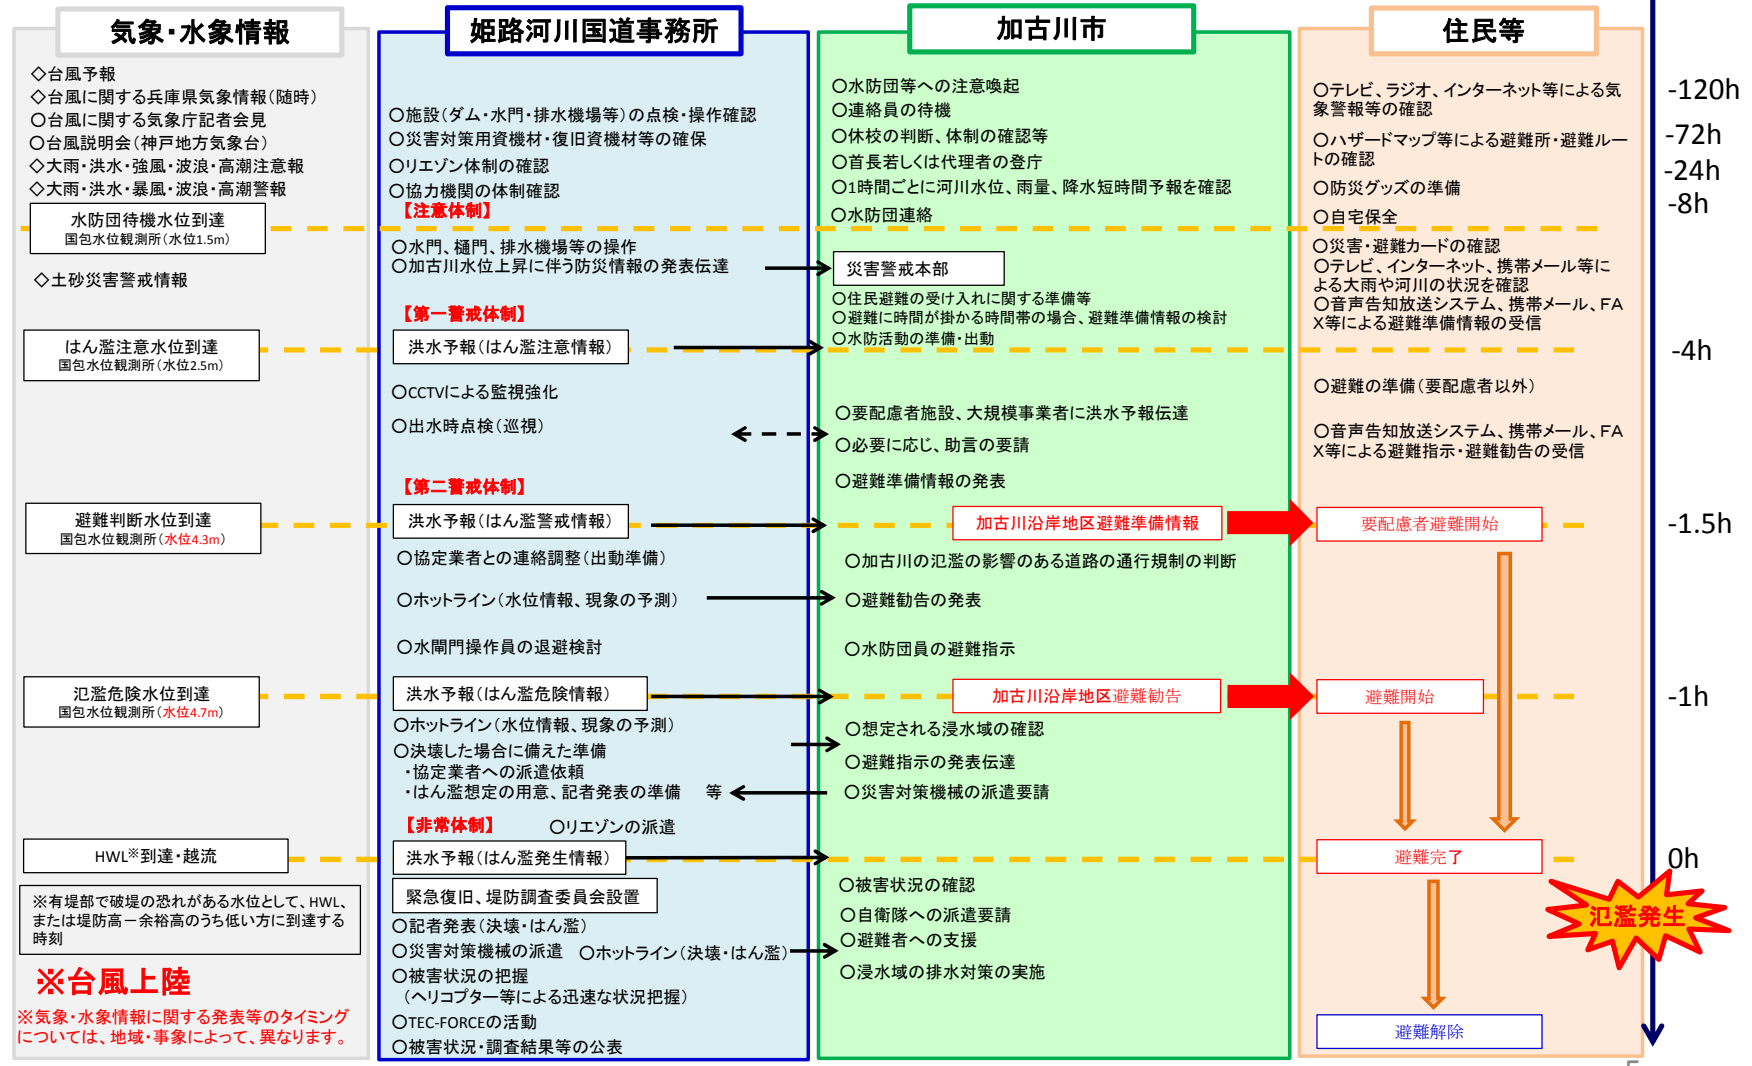 気象・水象情報
◇台風予報
◇台風に関する兵庫県気象情報(随時)
○台風に関する気象庁記者会見
○台風説明会(神戸地方気象台)
◇大雨・洪水・強風・波浪・高潮注意報
◇大雨・洪水・暴風・波浪・高潮警報
水防団待機水位到達
国包水位観測所(水位1.5m)
◇土砂災害警戒情報
はん濫注意水位到達
国包水位観測所(水位2.5m)
避難判断水位到達
国包水位観測所(水位4.3m)
氾濫危険水位到達
国包水位観測所(水位4.7m)
HWL※到達・越流
※有堤部で破堤の恐れがある水位として、HWL、
または堤防高－余裕高のうち低い方に到達する
時刻
※台風上陸
※気象・水象情報に関する発表等のタイミング
については、地域・事象によって、異なります。
姫路河川国道事務所
○施設(ダム・水門・排水機場等)の点検・操作確認
○災害対策用資機材・復旧資機材等の確保
○リエゾン体制の確認
○協力機関の体制確認
【注意体制】
○水門、樋門、排水機場等の操作
○加古川水位上昇に伴う防災情報の発表伝達
【第一警戒体制】
洪水予報(はん濫注意情報)
○CCTVによる監視強化
○出水時点検(巡視)
【第二警戒体制】
洪水予報(はん濫警戒情報)
○協定業者との連絡調整(出動準備)
○ホットライン(水位情報、現象の予測)
○水閘門操作員の退避検討
洪水予報(はん濫危険情報)
○ホットライン(水位情報、現象の予測)
○決壊した場合に備えた準備
・協定業者への派遣依頼
・はん濫想定の用意、記者発表の準備 等
【非常体制】 ○リエゾンの派遣
洪水予報(はん濫発生情報)
緊急復旧、堤防調査委員会設置
○記者発表(決壊・はん濫)
○災害対策機械の派遣 ○ホットライン(決壊・はん濫)
○被害状況の把握
(ヘリコプター等による迅速な状況把握)
○TEC-FORCEの活動
○被害状況・調査結果等の公表
加古川市
○水防団等への注意喚起
○連絡員の待機
○休校の判断、体制の確認等
○首長若しくは代理者の登庁
○1時間ごとに河川水位、雨量、降水短時間予報を確認
○水防団連絡
災害警戒本部
○住民避難の受け入れに関する準備等
○避難に時間が掛かる時間帯の場合、避難準備情報の検討
○水防活動の準備・出動
○要配慮者施設、大規模事業者に洪水予報伝達
○必要に応じ、助言の要請
○避難準備情報の発表
加古川沿岸地区避難準備情報
○加古川の氾濫の影響のある道路の通行規制の判断
○避難勧告の発表
○水防団員の避難指示
加古川沿岸地区避難勧告
○想定される浸水域の確認
○避難指示の発表伝達
○災害対策機械の派遣要請
○被害状況の確認
○自衛隊への派遣要請
○避難者への支援
○浸水域の排水対策の実施
住民等
○テレビ、ラジオ、インターネット等による気
象警報等の確認
○ハザードマップ等による避難所・避難ルー
トの確認
○防災グッズの準備
○自宅保全
○災害・避難カードの確認
○テレビ、インターネット、携帯メール等に
よる大雨や河川の状況を確認
○音声告知放送システム、携帯メール、FA
X等による避難準備情報の受信
○避難の準備(要配慮者以外)
○音声告知放送システム、携帯メール、FA
X等による避難指示・避難勧告の受信
要配慮者避難開始
避難開始
避難完了
避難解除
-120h
-72h
-24h
-8h
-4h
-1.5h
-1h
0h
氾濫発生